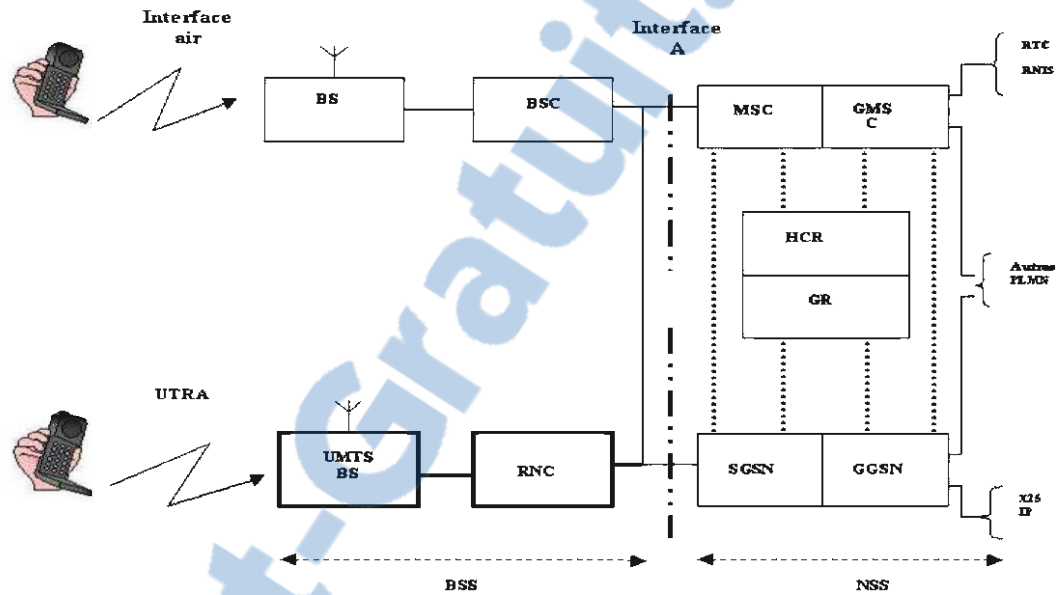 Interface
air
Interface
A
RTC
RNIS
BS
BSC
MSC
GMS
C
HCR
GR
Autres
PLMN
UTRA
UMTS
BS
RNC
SGSN
GGSN
X25
IP
BSS
NSS
t-Gratuit.